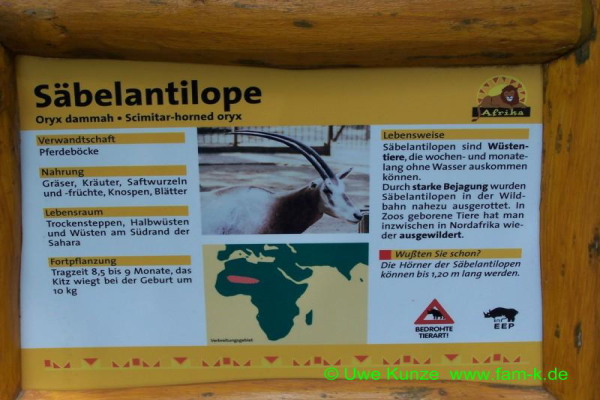 Säbelantilope
Oryx dammah • Scimitar-horned oryx
Afrika
Verwandtschaft
Pferdeböcke
Nahrung
Gräser, Kräuter, Saftwurzeln
und -früchte, Knospen, Blätter
Lebensraum
Trockensteppen, Halbwüsten
und Wüsten am Südrand der
Sahara
Fortpflanzung
Tragzeit 8,5 bis 9 Monate, das
Kitz wiegt bei der Geburt um
10 kg
Verbreitungsgebiet
Lebensweise
Säbelantilopen sind Wüsten-
tiere, die wochen- und monate-
lang ohne Wasser auskommen
können.
Durch starke Bejagung wurden
Säbelantilopen in der Wild-
bahn nahezu ausgerottet. In
Zoos geborene Tiere hat man
inzwischen in Nordafrika wie-
der ausgewildert.
Wußten Sie schon?
Die Hörner der Säbelantilopen
können bis 1,20 m lang werden.
BEDROHTE
TIERART!
EEP
© Uwe Kunze www.fam-k.de